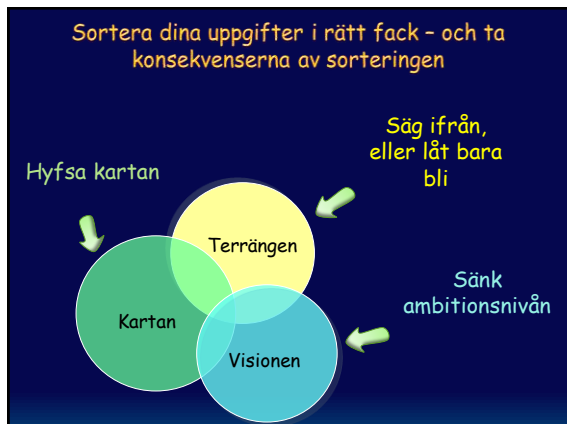 Sortera dina uppgifter i rätt fack – och ta
konsekvenserna av sorteringen
Säg ifrån,
eller låt bara
bli
Hyfsa kartan
Terrängen
Sänk
ambitionsnivån
Kartan
Visionen